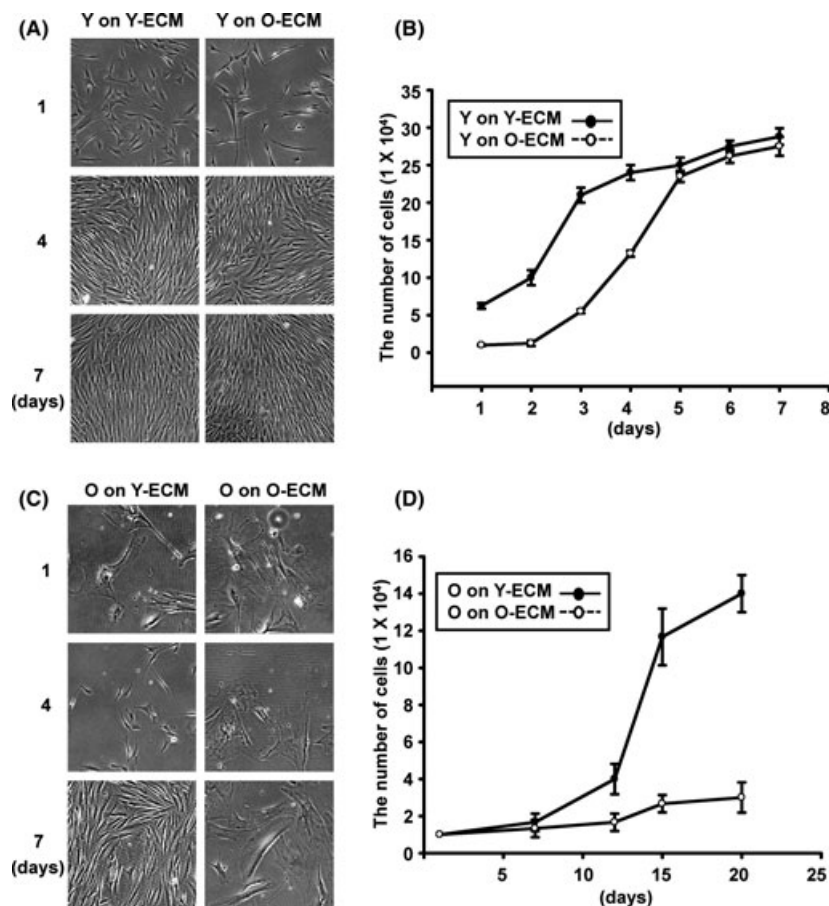 (A)
Y on Y-ECM Y on O-ECM
1
4
7
(days)
(B)
The number of cells (1 X 10⁴)
35
30
25
20
15
10
5
0
Y on Y-ECM
Y on O-ECM
1 2 3 4 5 6 7 8
(days)
(C)
O on Y-ECM O on O-ECM
1
4
7
(days)
(D)
The number of cells (1 X 10⁴)
16
14
12
10
8
6
4
2
0
O on Y-ECM
O on O-ECM
0 5 10 15 20 25
(days)